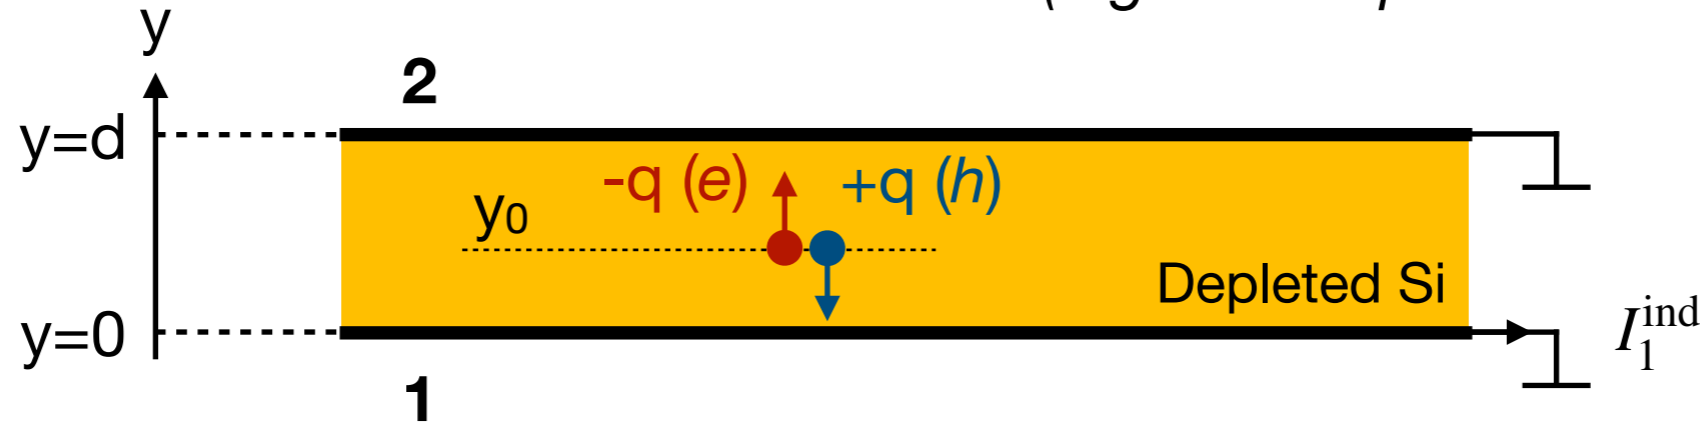 y
2
y=d
-q (e) +q (h)
y₀
Depleted Si
y=0
I₁ⁱⁿᵈ
1